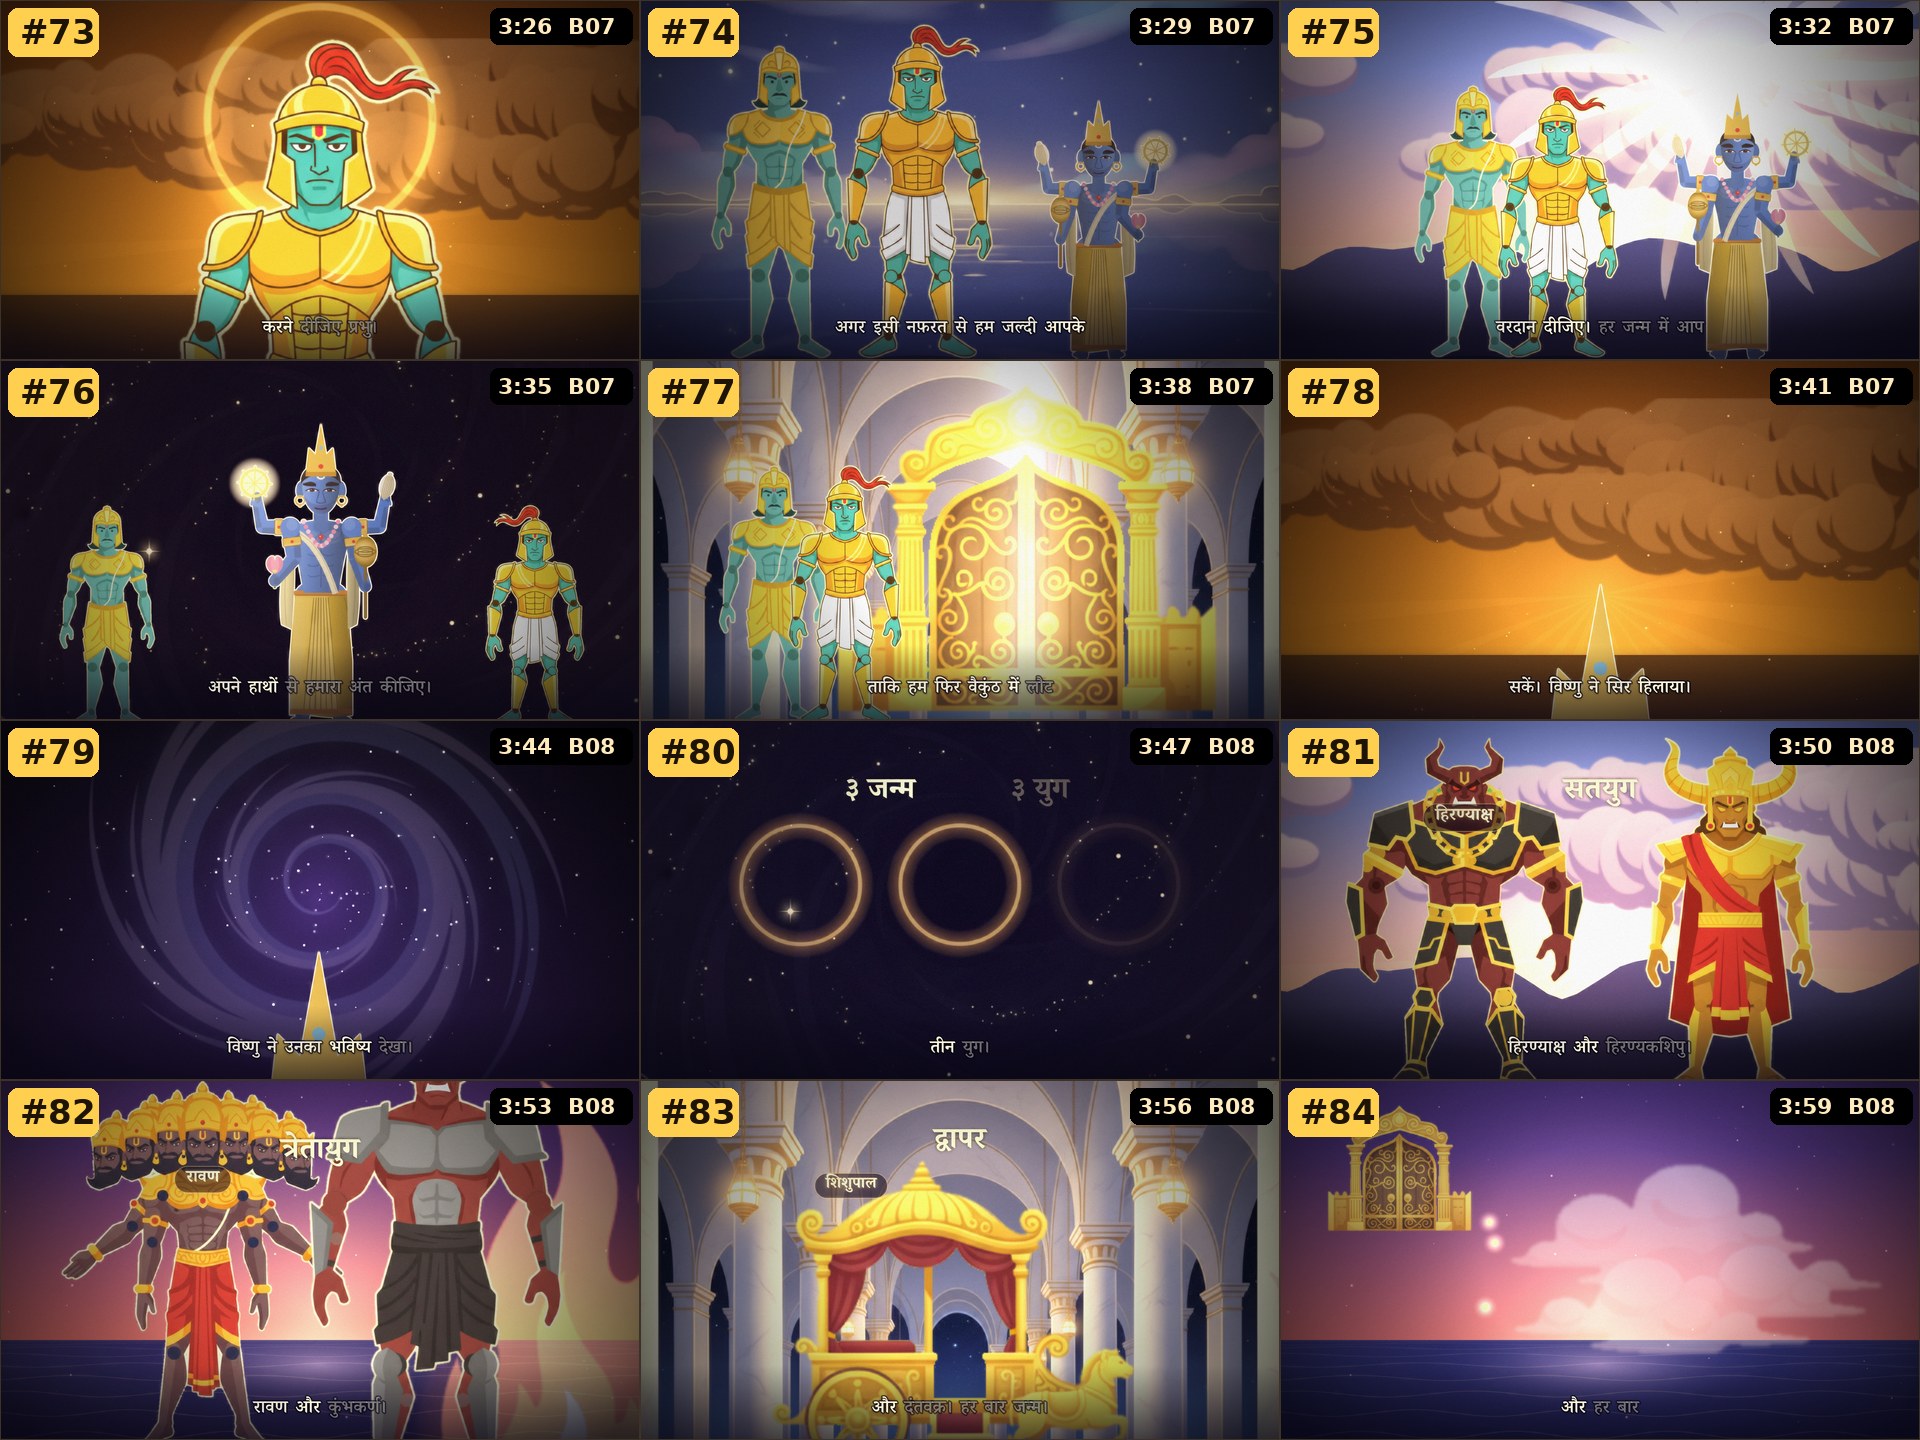 #73
3:26 B07
करने दीजिए प्रभु।
#74
3:29 B07
अगर इसी नफ़रत से हम जल्दी आपके
#75
3:32 B07
वरदान दीजिए। हर जन्म में आप
#76
3:35 B07
अपने हाथों से हमारा अंत कीजिए।
#77
3:38 B07
ताकि हम फिर वैकुंठ में लौट
#78
3:41 B07
सकें। विष्णु ने सिर हिलाया।
#79
3:44 B08
विष्णु ने उनका भविष्य देखा।
#80
3:47 B08
३ जन्म
३ युग
तीन युग।
#81
3:50 B08
सतयुग
हिरण्याक्ष
हिरण्याक्ष और हिरण्यकशिपु।
#82
3:53 B08
त्रेतायुग
रावण
रावण और कुंभकर्ण।
#83
3:56 B08
द्वापर
शिशुपाल
और दंतवक्र। हर बार जन्म।
#84
3:59 B08
और हर बार